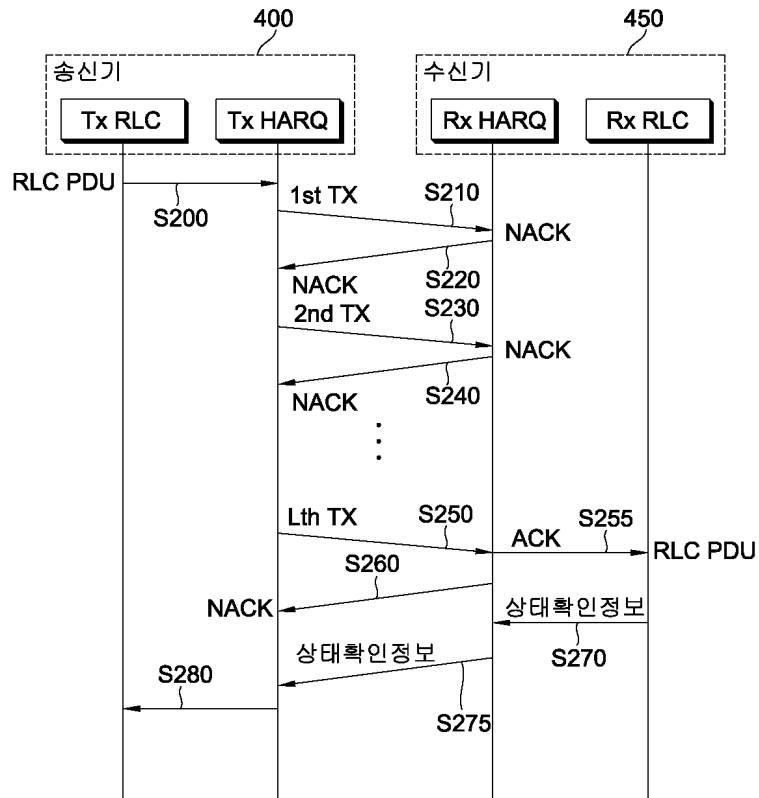 400
450
송신기
수신기
Tx RLC
Tx HARQ
Rx HARQ
Rx RLC
RLC PDU
S200
1st TX
S210
NACK
S220
NACK
2nd TX
S230
NACK
S240
NACK
Lth TX
S250
ACK
S255
RLC PDU
S260
NACK
상태확인정보
S270
상태확인정보
S280
S275